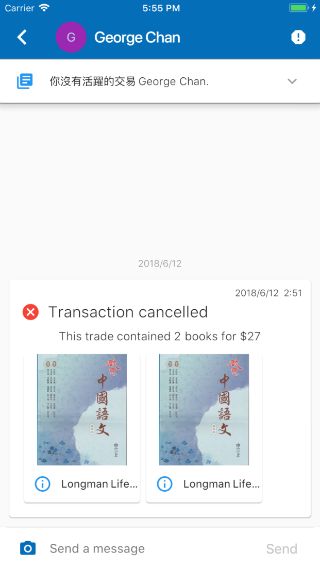 Carrier
5:55 PM
G
George Chan
你沒有活躍的交易 George Chan.
2018/6/12
2018/6/12 2:51
Transaction cancelled
This trade contained 2 books for $27
中國語文
中國語文
Longman Life...
Longman Life...
Send a message
Send